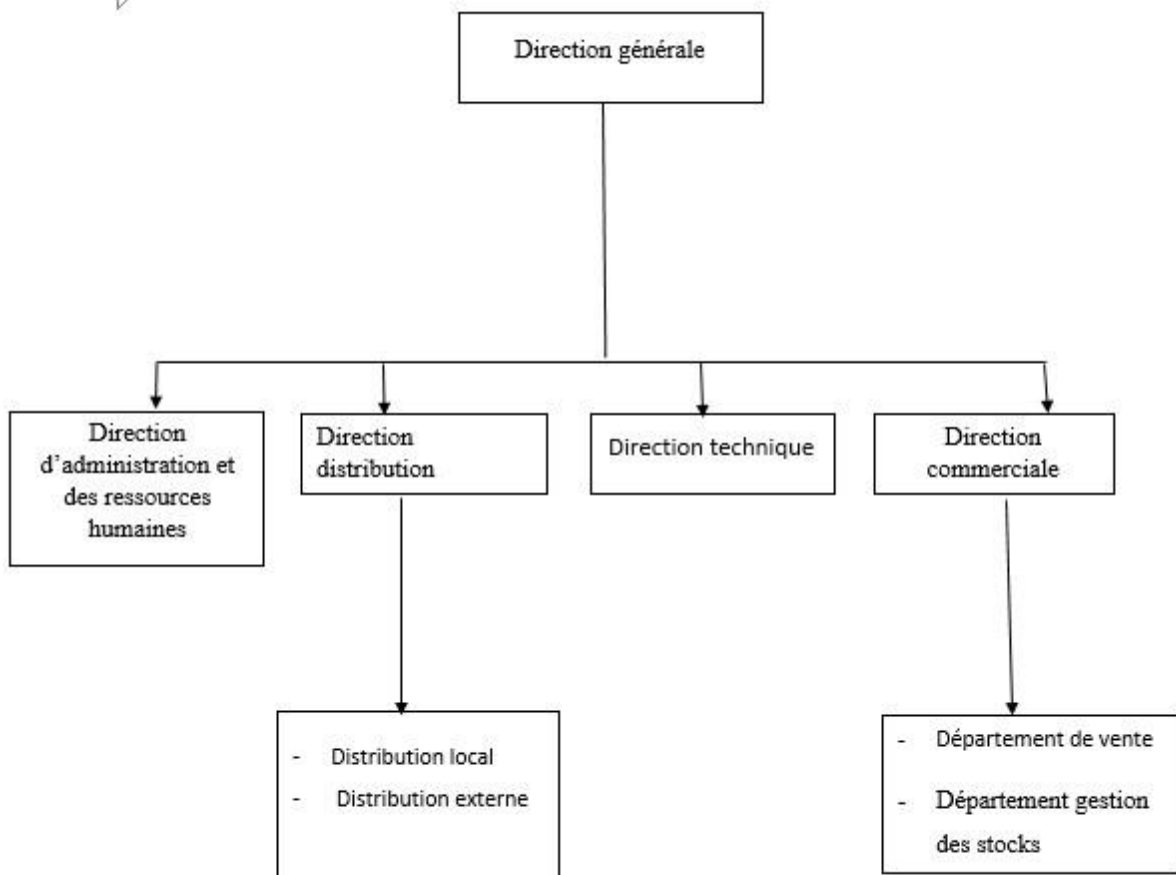 Direction générale
Direction
d’administration et
des ressources
humaines
Direction
distribution
Direction technique
Direction
commerciale
- Distribution local
- Distribution externe
- Département de vente
- Département gestion
des stocks